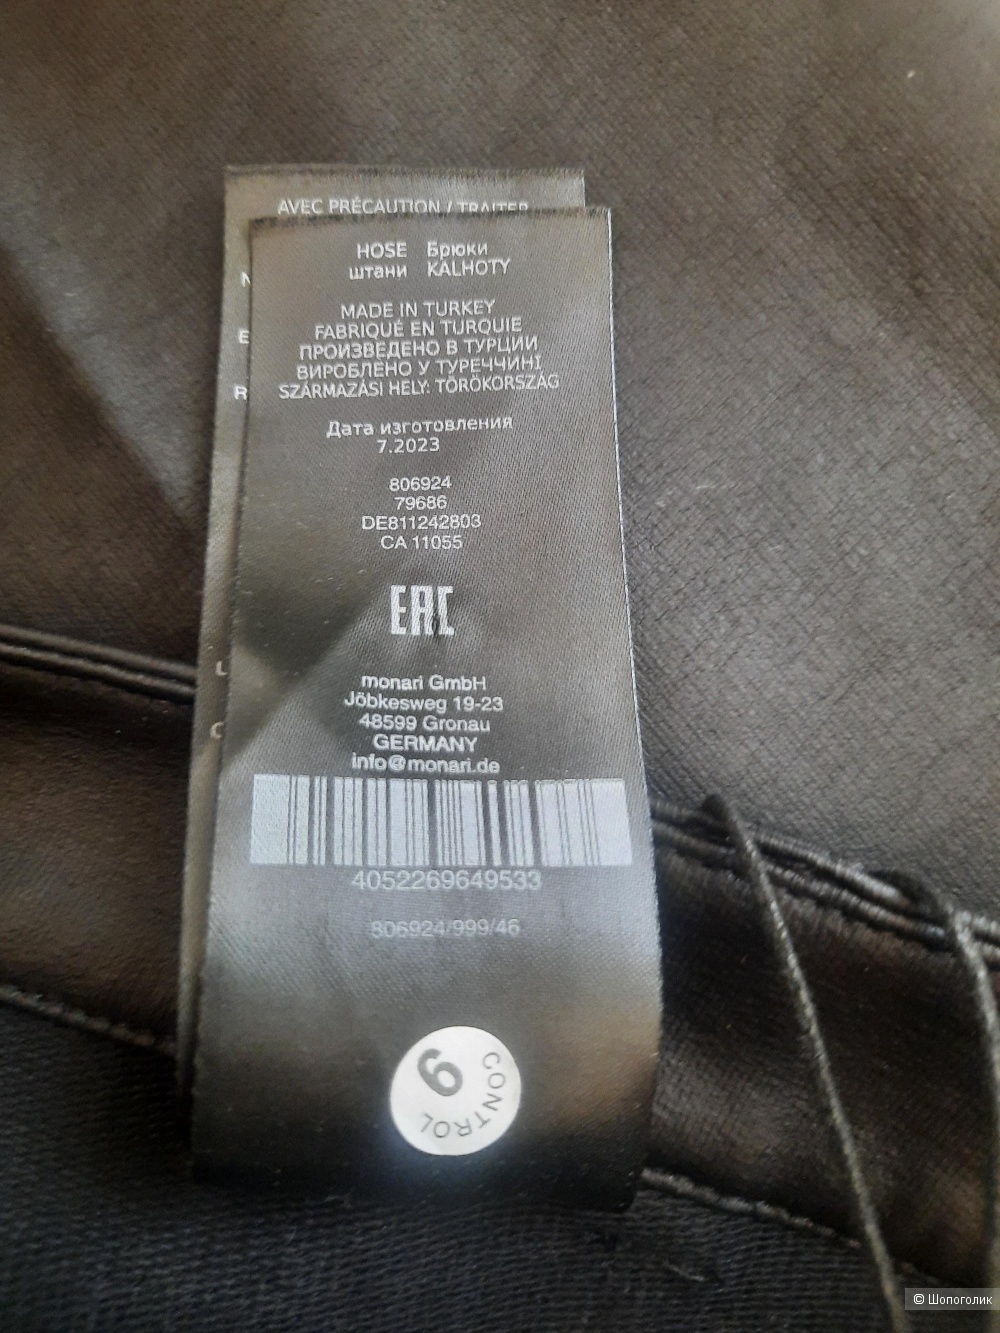 AVEC PRÉCAUTION / TRAITER
HOSE Брюки
штани KALHOTY
MADE IN TURKEY
FABRIQUÉ EN TURQUIE
ПРОИЗВЕДЕНО В ТУРЦИИ
ВИРОБЛЕНО У ТУРЕЧЧИНІ
SZÁRMAZÁSI HELY: TÖRÖKORSZÁG
Дата изготовления
7.2023
806924
79686
DE811242803
CA 11055
EAC
monari GmbH
Jöbkesweg 19-23
48599 Gronau
GERMANY
info@monari.de
4052269649533
806924/999/46
CONTROL
© Шопоголик